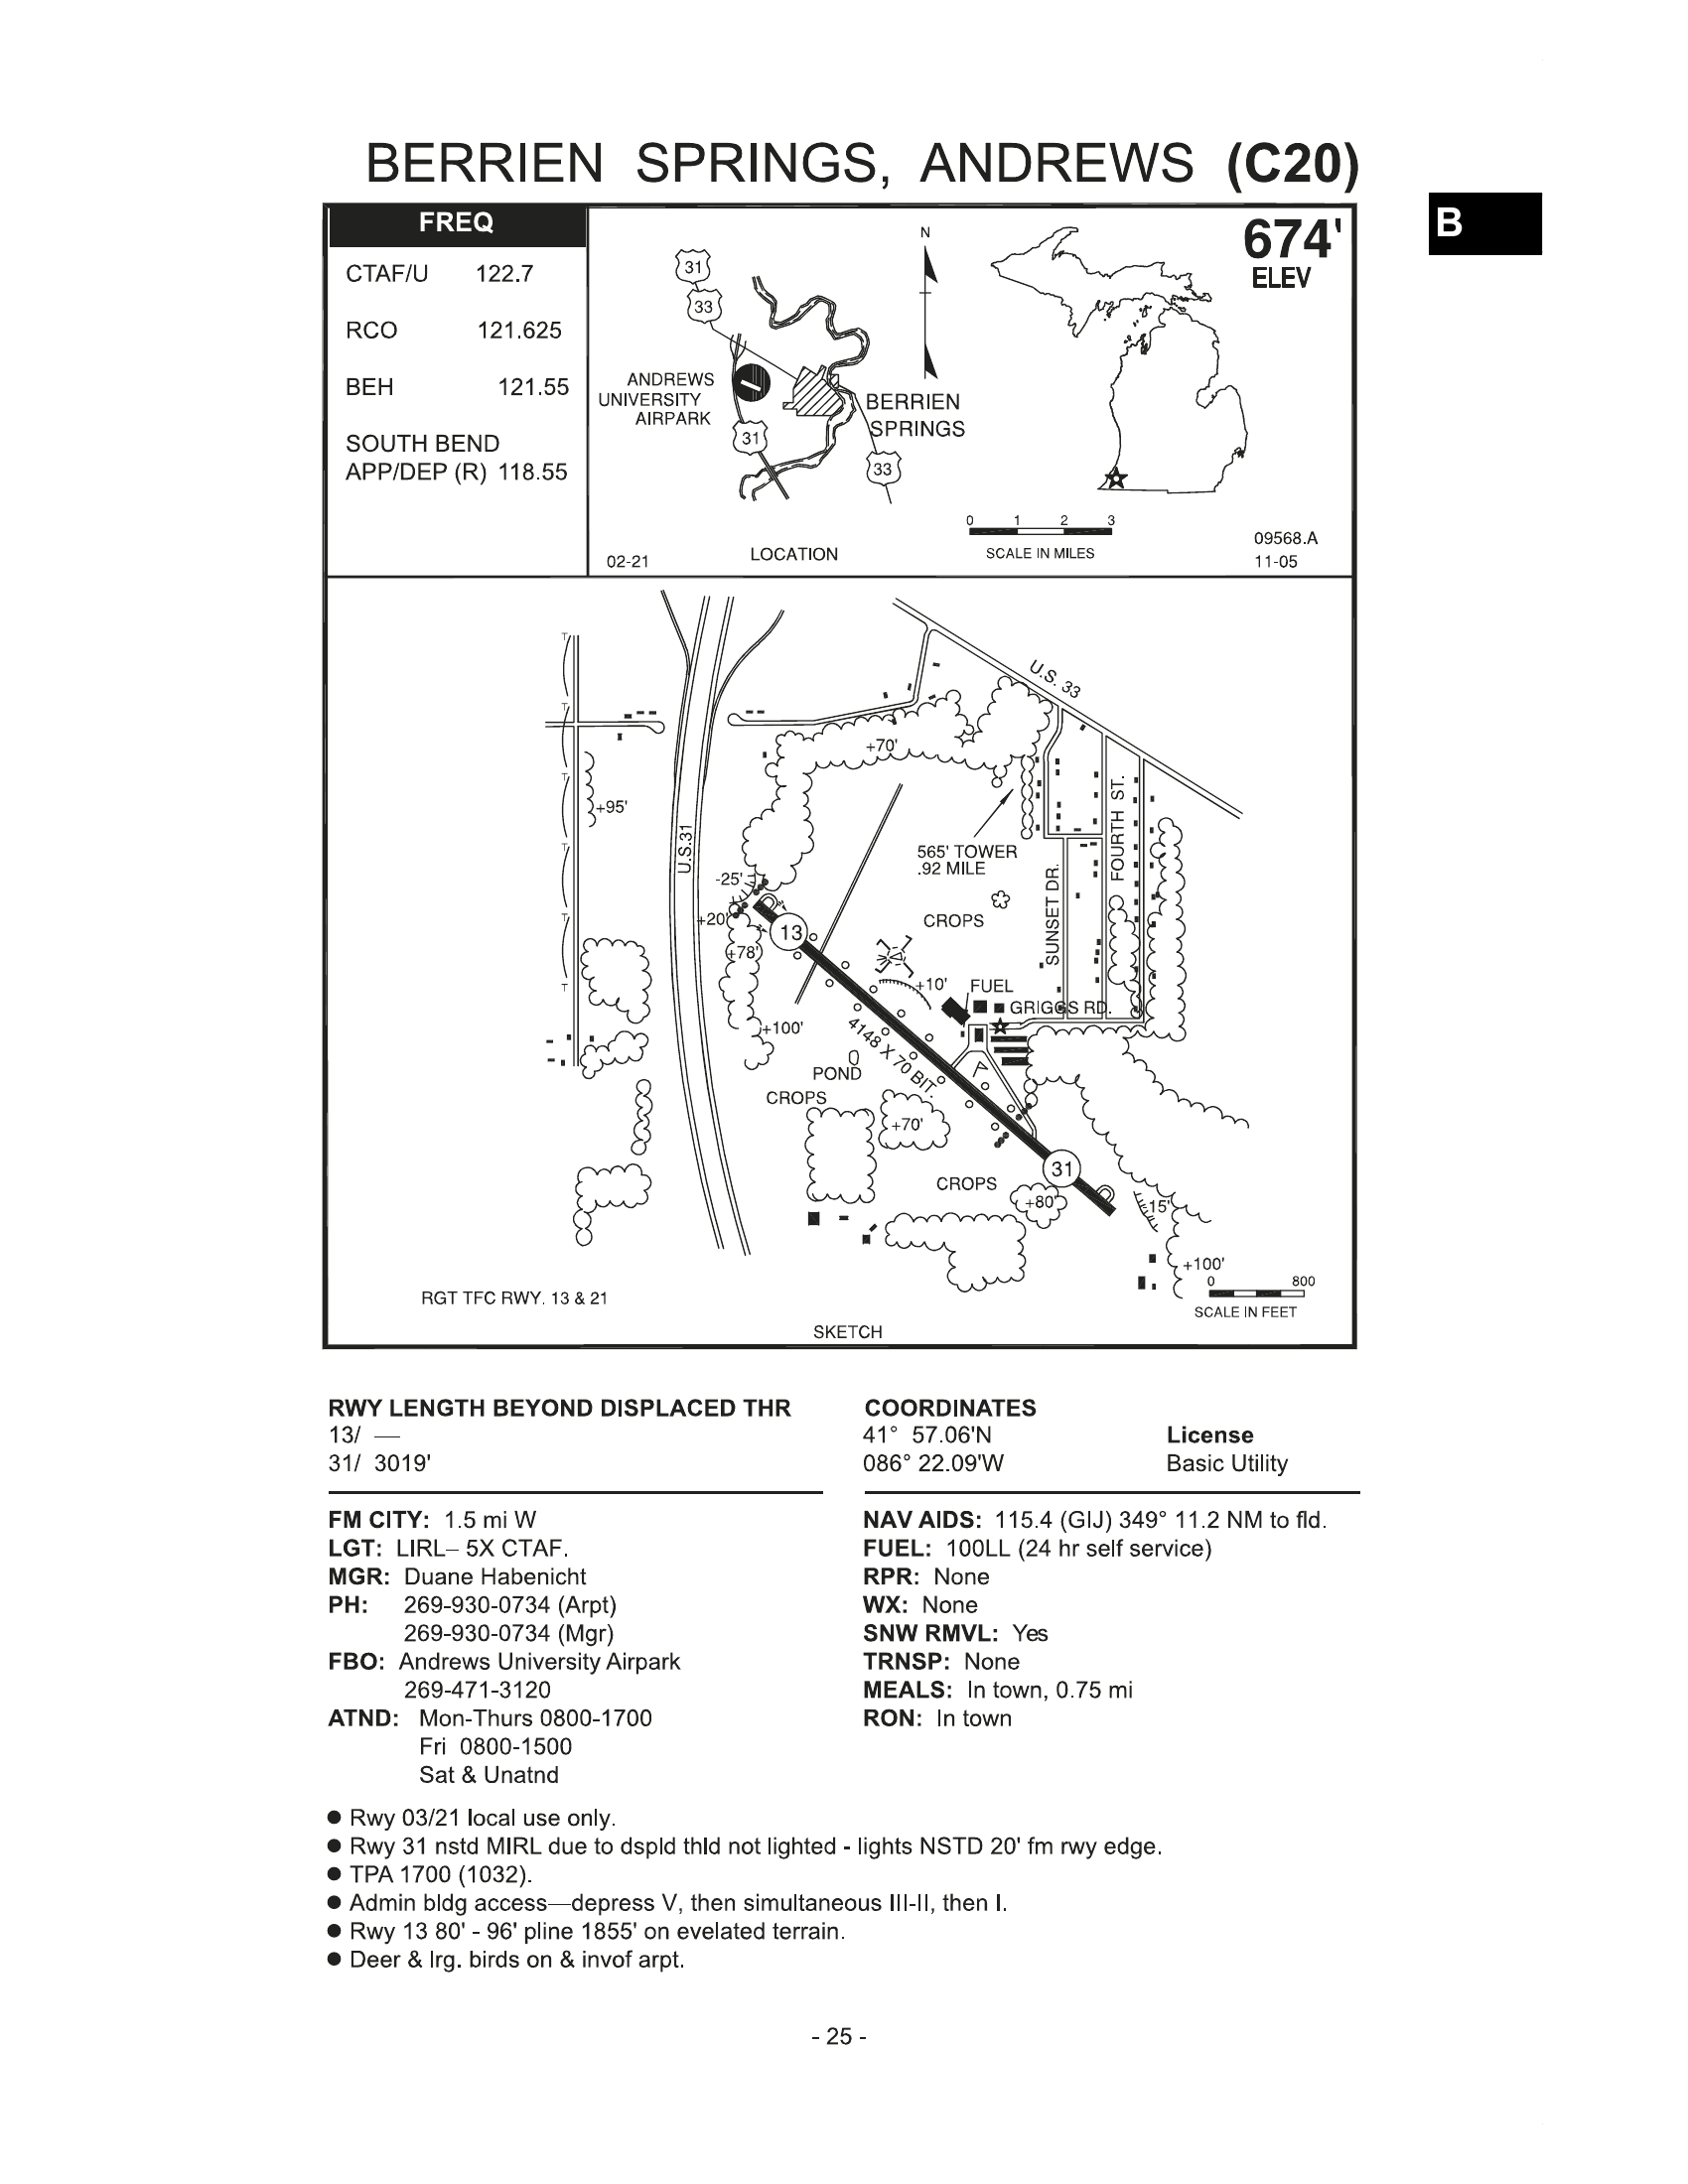 BERRIEN SPRINGS, ANDREWS (C20)
B
FREQ
CTAF/U 122.7
RCO 121.625
BEH 121.55
SOUTH BEND
APP/DEP (R) 118.55
674'
ELEV
N
31
33
ANDREWS
UNIVERSITY
AIRPARK
31
BERRIEN
SPRINGS
33
0 1 2 3
SCALE IN MILES
LOCATION
02-21
09568.A
11-05
U.S. 33
+70'
+95'
U.S.31
565' TOWER
.92 MILE
FOURTH ST.
SUNSET DR.
-25'
+20'
13
+78'
CROPS
+10'
FUEL
GRIGGS RD.
+100'
4148 X 70 BIT.
POND
CROPS
+70'
CROPS
31
+80'
-15'
+100'
0 800
SCALE IN FEET
RGT TFC RWY. 13 & 21
SKETCH
RWY LENGTH BEYOND DISPLACED THR
13/ —
31/ 3019'
COORDINATES
41° 57.06'N
086° 22.09'W
License
Basic Utility
FM CITY: 1.5 mi W
LGT: LIRL– 5X CTAF.
MGR: Duane Habenicht
PH: 269-930-0734 (Arpt)
269-930-0734 (Mgr)
FBO: Andrews University Airpark
269-471-3120
ATND: Mon-Thurs 0800-1700
Fri 0800-1500
Sat & Unatnd
NAV AIDS: 115.4 (GIJ) 349° 11.2 NM to fld.
FUEL: 100LL (24 hr self service)
RPR: None
WX: None
SNW RMVL: Yes
TRNSP: None
MEALS: In town, 0.75 mi
RON: In town
● Rwy 03/21 local use only.
● Rwy 31 nstd MIRL due to dspld thld not lighted - lights NSTD 20' fm rwy edge.
● TPA 1700 (1032).
● Admin bldg access—depress V, then simultaneous III-II, then I.
● Rwy 13 80' - 96' pline 1855' on evelated terrain.
● Deer & lrg. birds on & invof arpt.
- 25 -